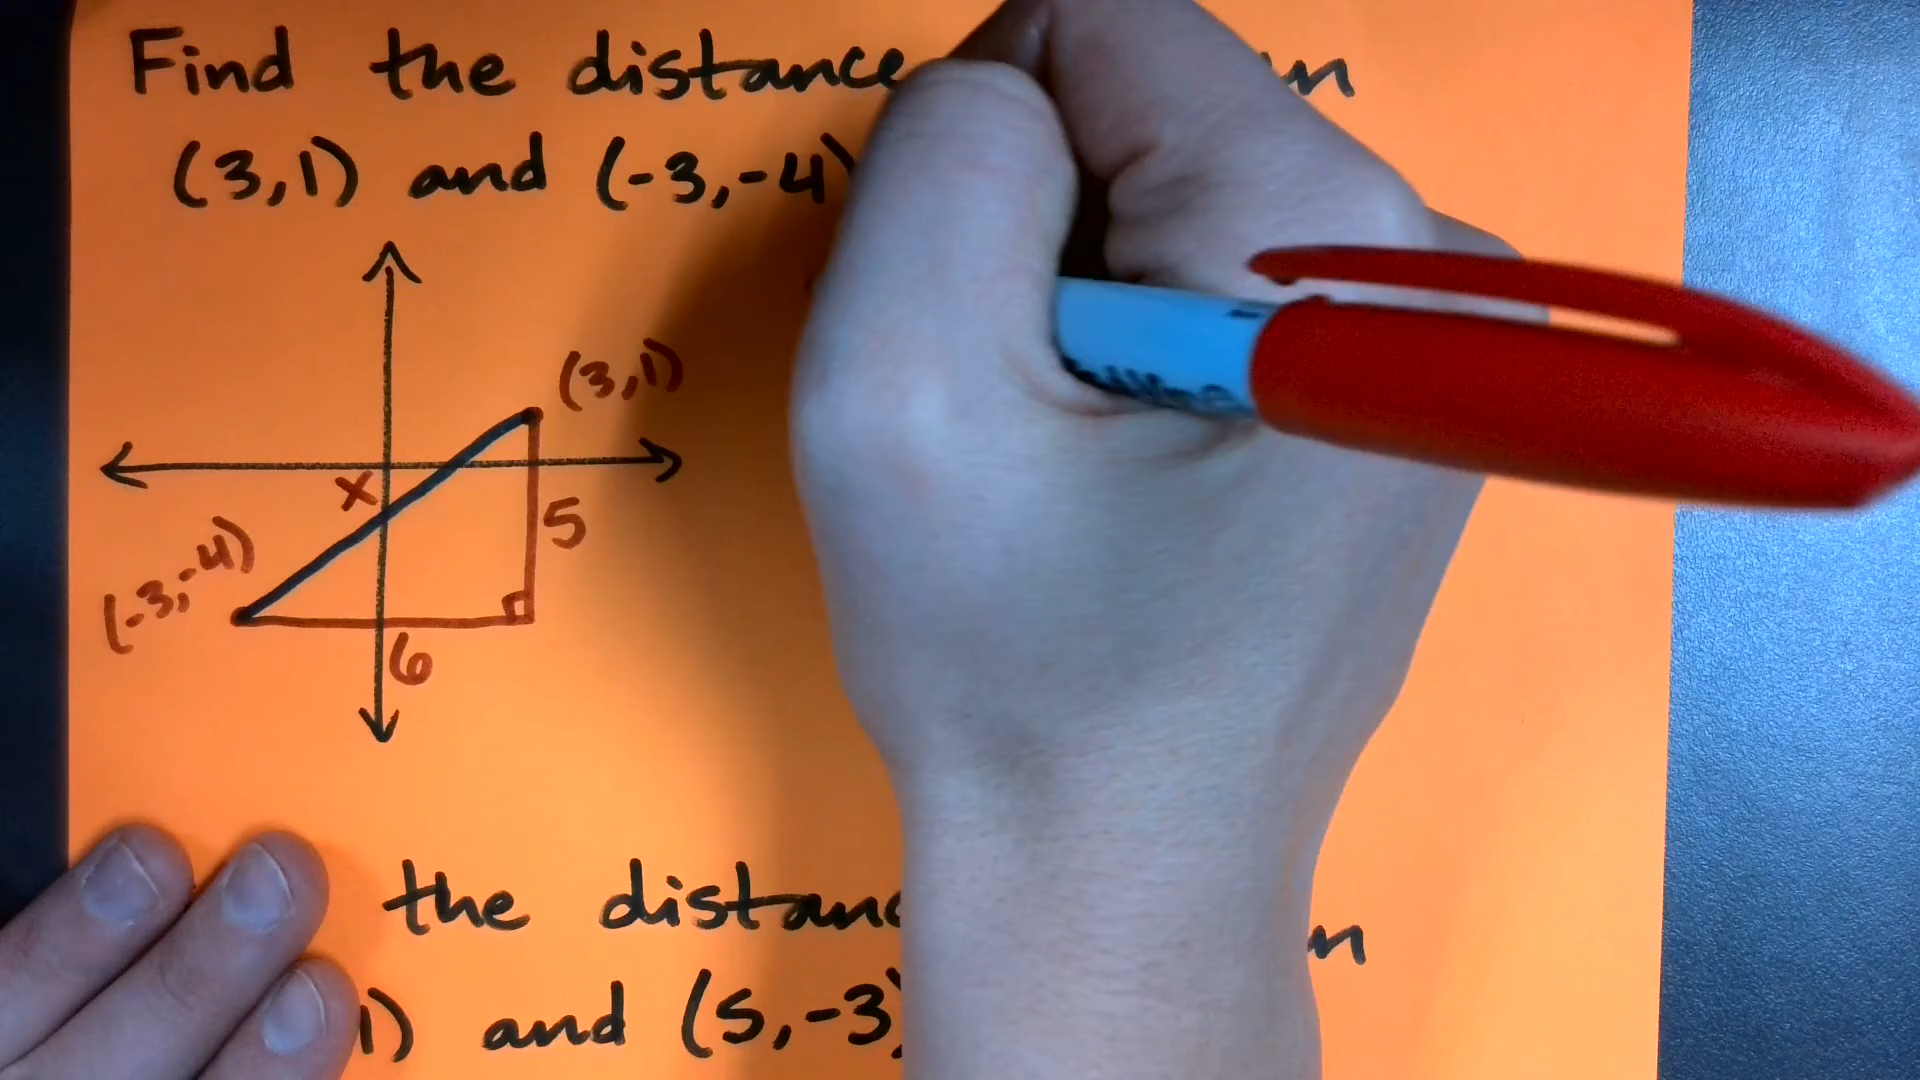 Find the distance
(3,1) and (-3,-4)
(3,1)
x
5
(-3,-4)
6
the
1) and (5,-3)